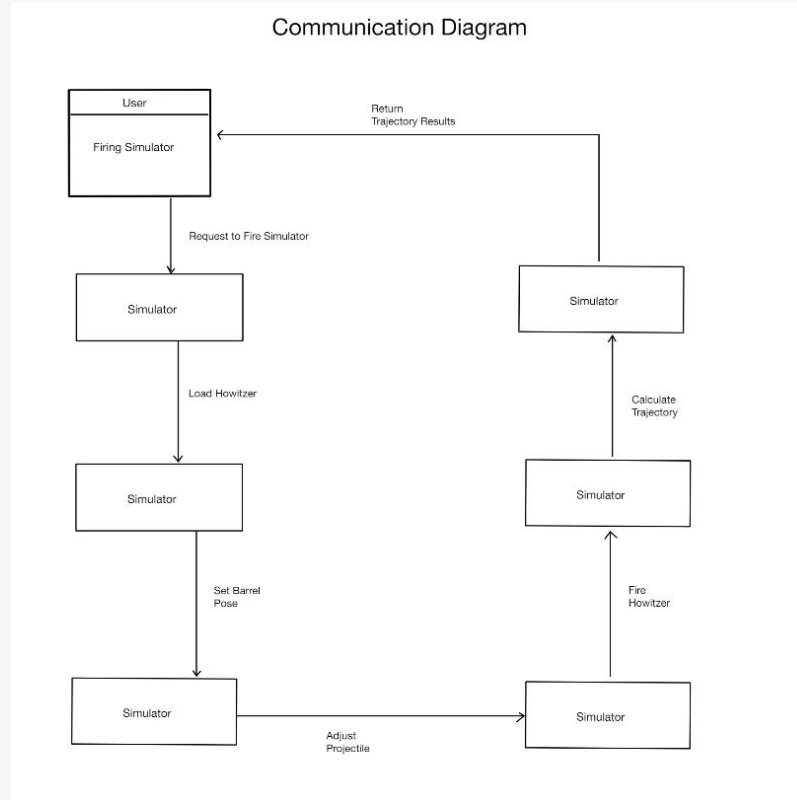 Communication Diagram
User
Firing Simulator
Return
Trajectory Results
Request to Fire Simulator
Simulator
Simulator
Load Howitzer
Calculate
Trajectory
Simulator
Simulator
Set Barrel
Pose
Fire
Howitzer
Simulator
Simulator
Adjust
Projectile